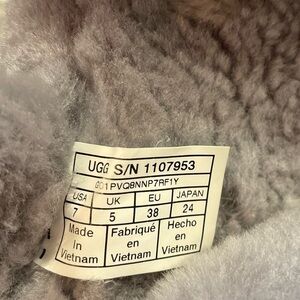 UGG S/N 1107953
G01PVQ8NNP7RF1Y
USA UK EU JAPAN
7 5 38 24
Made Fabriqué Hecho
in en en
Vietnam Vietnam Vietnam